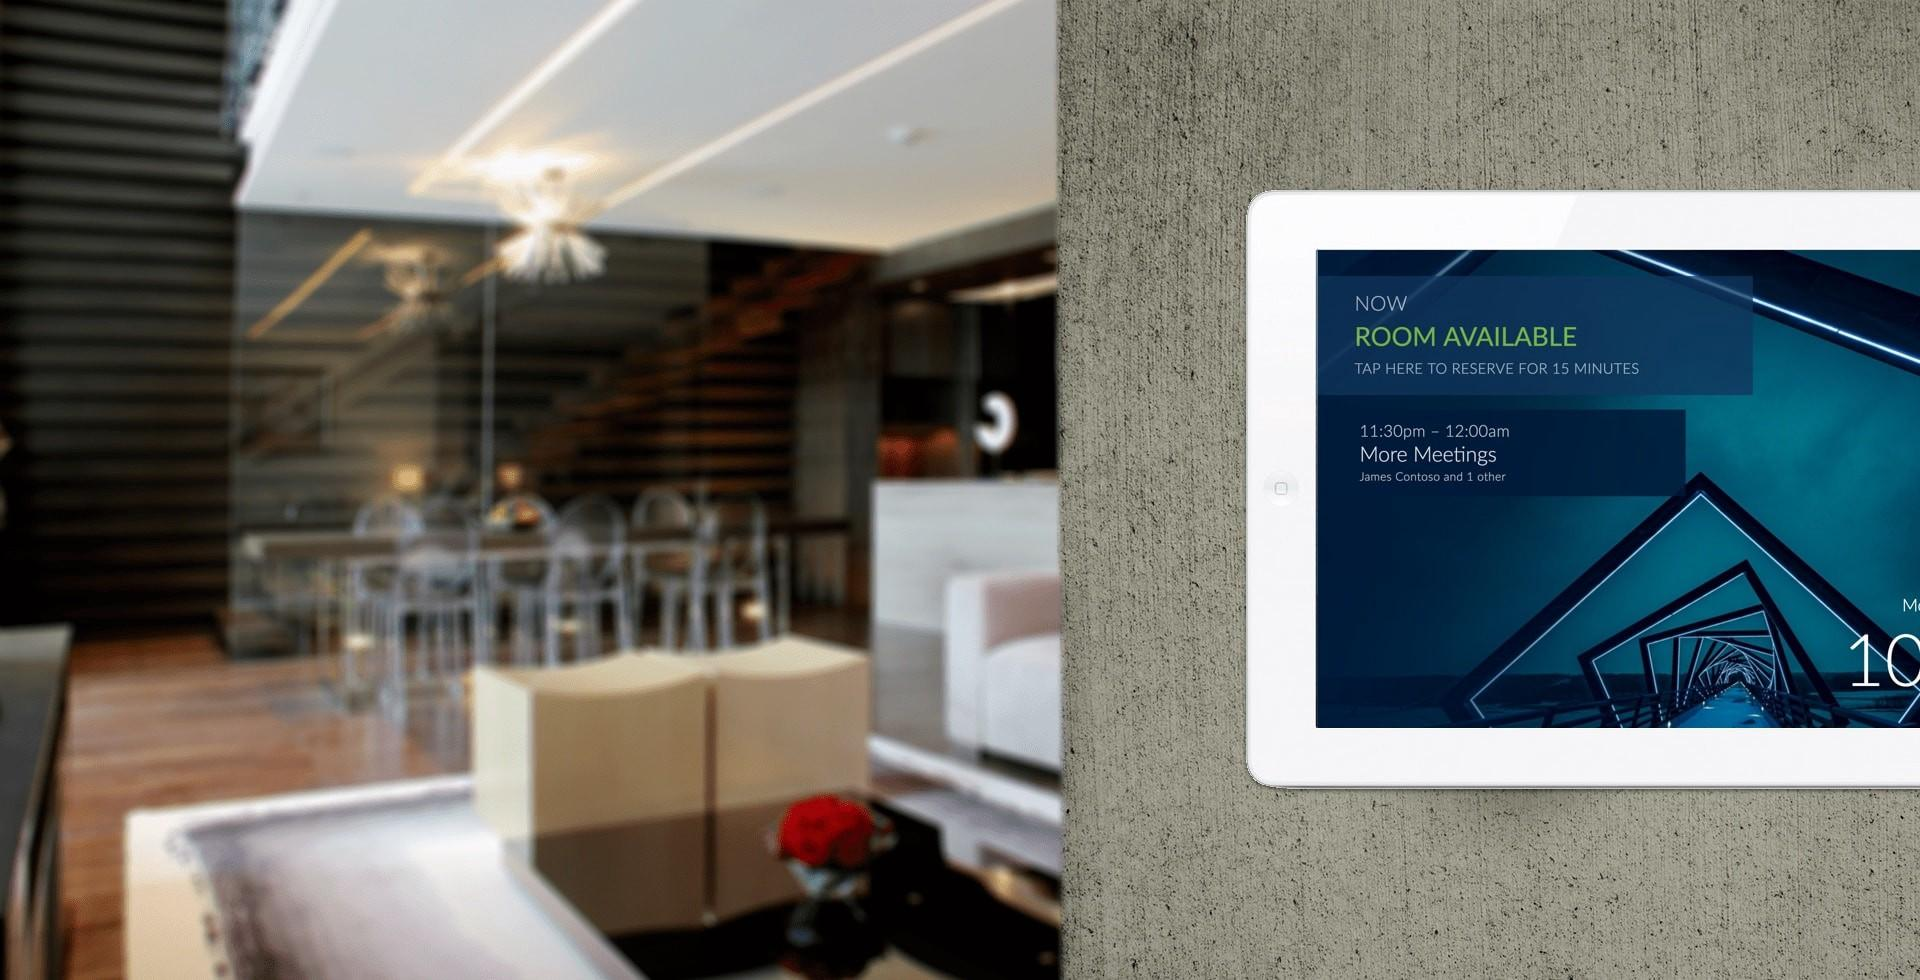 NOW
ROOM AVAILABLE
TAP HERE TO RESERVE FOR 15 MINUTES
11:30pm – 12:00am
More Meetings
James Contoso and 1 other
10